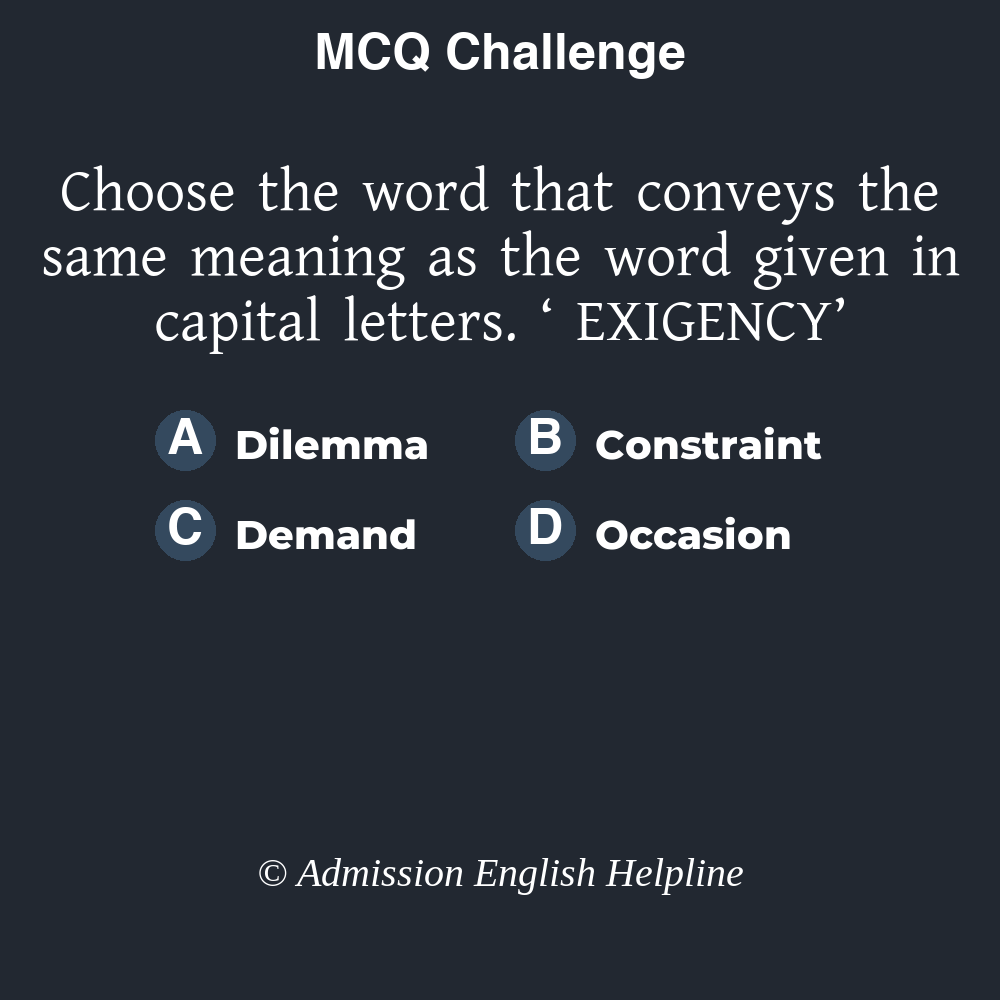 MCQ Challenge
Choose the word that conveys the
same meaning as the word given in
capital letters. ‘ EXIGENCY’
A Dilemma
B Constraint
C Demand
D Occasion
© Admission English Helpline